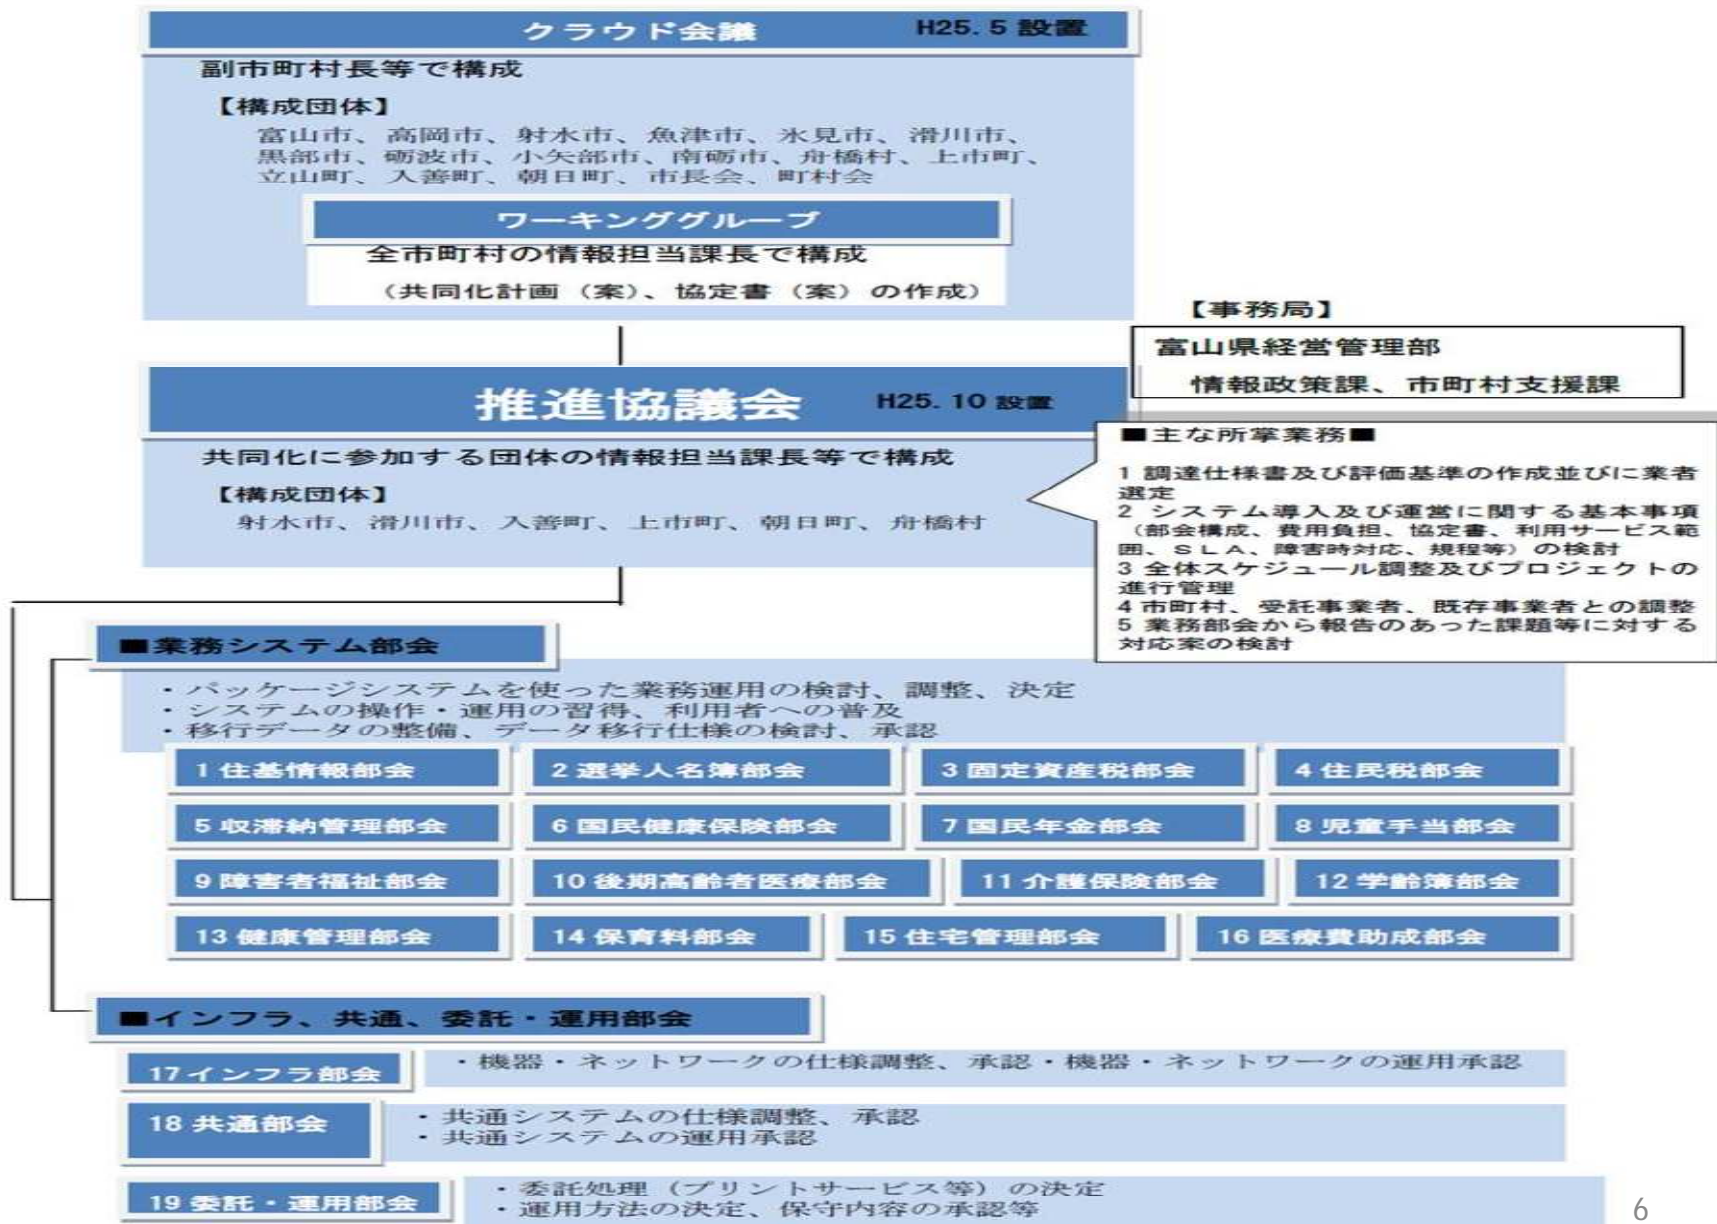 クラウド会議 H25.5 設置
副市町村長等で構成
【構成団体】
富山市、高岡市、射水市、魚津市、氷見市、滑川市、
黒部市、砺波市、小矢部市、南砺市、舟橋村、上市町、
立山町、入善町、朝日町、市長会、町村会
ワーキンググループ
全市町村の情報担当課長で構成
（共同化計画（案）、協定書（案）の作成）
【事務局】
富山県経営管理部
情報政策課、市町村支援課
推進協議会 H25.10 設置
共同化に参加する団体の情報担当課長等で構成
【構成団体】
射水市、滑川市、入善町、上市町、朝日町、舟橋村
■主な所掌業務■
1 調達仕様書及び評価基準の作成並びに業者
選定
2 システム導入及び運営に関する基本事項
（部会構成、費用負担、協定書、利用サービス範
囲、SLA、障害時対応、規程等）の検討
3 全体スケジュール調整及びプロジェクトの
進行管理
4 市町村、受託事業者、既存事業者との調整
5 業務部会から報告のあった課題等に対する
対応案の検討
■業務システム部会
・パッケージシステムを使った業務運用の検討、調整、決定
・システムの操作・運用の習得、利用者への普及
・移行データの整備、データ移行仕様の検討、承認
1 住基情報部会 2 選挙人名簿部会 3 固定資産税部会 4 住民税部会
5 収滞納管理部会 6 国民健康保険部会 7 国民年金部会 8 児童手当部会
9 障害者福祉部会 10 後期高齢者医療部会 11 介護保険部会 12 学齢簿部会
13 健康管理部会 14 保育料部会 15 住宅管理部会 16 医療費助成部会
■インフラ、共通、委託・運用部会
17 インフラ部会 ・機器・ネットワークの仕様調整、承認・機器・ネットワークの運用承認
18 共通部会
・共通システムの仕様調整、承認
・共通システムの運用承認
19 委託・運用部会
・委託処理（プリントサービス等）の決定
・運用方法の決定、保守内容の承認等
6